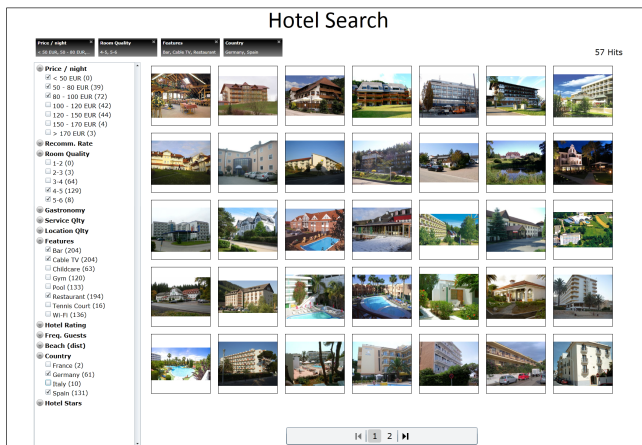 Hotel Search
Price / night × Room Quality × Features × Country ×
< 50 EUR, 50 - 80 EUR,... 4-5, 5-6 Bar, Cable TV, Restaurant Germany, Spain
57 Hits
Price / night
< 50 EUR (0)
50 - 80 EUR (39)
80 - 100 EUR (72)
100 - 120 EUR (42)
120 - 150 EUR (44)
150 - 170 EUR (4)
> 170 EUR (3)
Recomm. Rate
Room Quality
1-2 (0)
2-3 (3)
3-4 (64)
4-5 (129)
5-6 (8)
Gastronomy
Service Qlty
Location Qlty
Features
Bar (204)
Cable TV (204)
Childcare (63)
Gym (120)
Pool (133)
Restaurant (194)
Tennis Court (16)
Wi-Fi (136)
Hotel Rating
Freq. Guests
Beach (dist)
Country
France (2)
Germany (61)
Italy (10)
Spain (131)
Hotel Stars
1 2